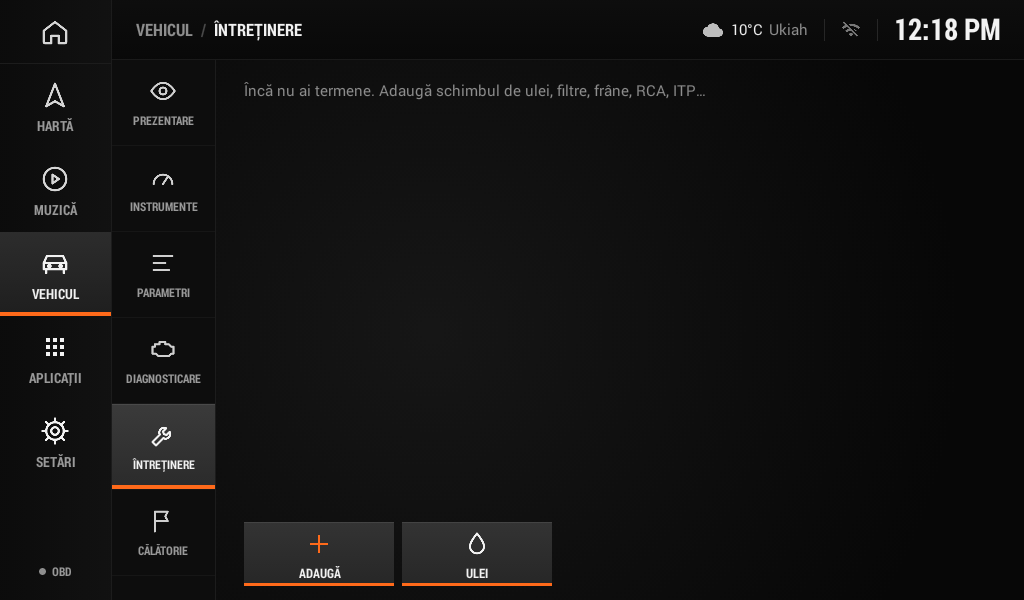 VEHICUL / ÎNTREȚINERE
10°C Ukiah
12:18 PM
HARTĂ
MUZICĂ
VEHICUL
APLICAȚII
SETĂRI
OBD
PREZENTARE
INSTRUMENTE
PARAMETRI
DIAGNOSTICARE
ÎNTREȚINERE
CĂLĂTORIE
Încă nu ai termene. Adaugă schimbul de ulei, filtre, frâne, RCA, ITP…
ADAUGĂ
ULEI